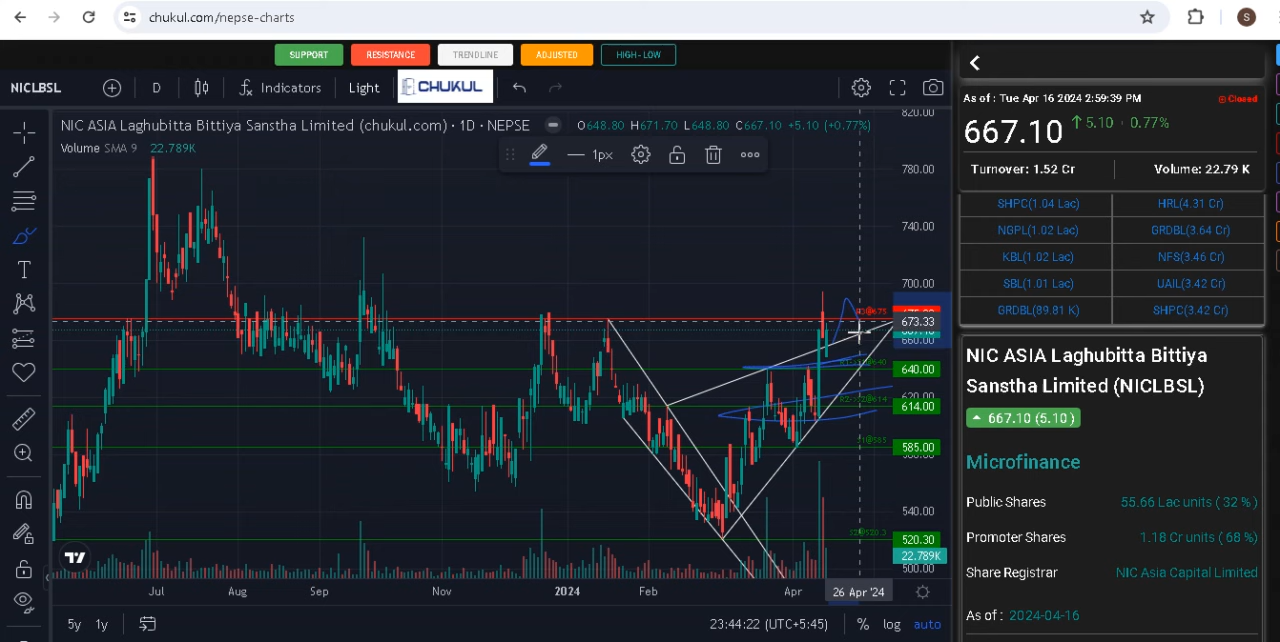 chukul.com/nepse-charts
S
SUPPORT RESISTANCE TRENDLINE ADJUSTED HIGH-LOW
NICLBSL D Indicators Light CHUKUL
NIC ASIA Laghubitta Bittiya Sanstha Limited (chukul.com) · 1D · NEPSE O648.80 H671.70 L648.80 C667.10 +5.10 (+0.77%)
Volume SMA 9 22.789K
1px
820.00
780.00
740.00
700.00
673.33
660.00
640.00
620.00
614.00
585.00
580.00
540.00
520.30
22.789K
500.00
Jul Aug Sep Nov 2024 Feb Apr 26 Apr '24
5y 1y 23:44:22 (UTC+5:45) % log auto
As of : Tue Apr 16 2024 2:59:39 PM Closed
667.10 5.10 · 0.77%
Turnover: 1.52 Cr Volume: 22.79 K
SHPC(1.04 Lac) HRL(4.31 Cr)
NGPL(1.02 Lac) GRDBL(3.64 Cr)
KBL(1.02 Lac) NFS(3.46 Cr)
SBL(1.01 Lac) UAIL(3.42 Cr)
GRDBL(89.81 K) SHPC(3.42 Cr)
NIC ASIA Laghubitta Bittiya
Sanstha Limited (NICLBSL)
667.10 (5.10 )
Microfinance
Public Shares 55.66 Lac units ( 32 %)
Promoter Shares 1.18 Cr units ( 68 %)
Share Registrar NIC Asia Capital Limited
As of : 2024-04-16